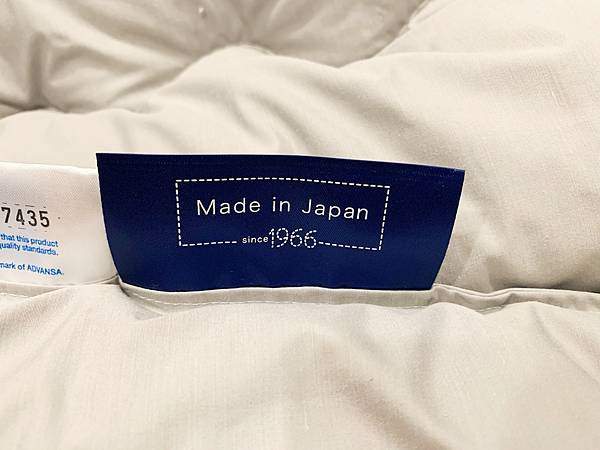 7435
that this product
quality standards.
mark of ADVANSA.
Made in Japan
since 1966